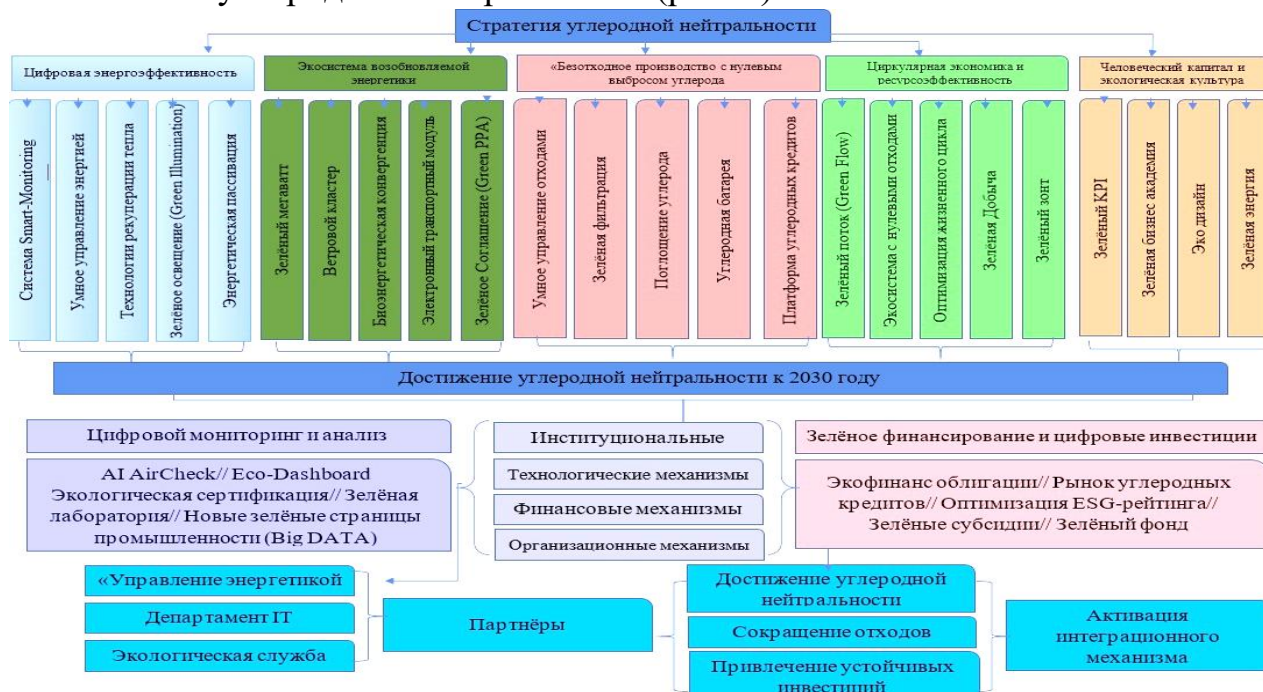 Стратегия углеродной нейтральности
Цифровая энергоэффективность
Экосистема возобновляемой
энергетики
«Безотходное производство с нулевым
выбросом углерода
Циркулярная экономика и
ресурсоэффективность
Человеческий капитал и
экологическая культура
Система Smart-Monitoring
Умное управление энергией
Технологии рекуперации тепла
Зелёное освещение (Green Illumination)
Энергетическая пассивация
Зелёный мегаватт
Ветровой кластер
Биоэнергетическая конвергенция
Электронный транспортный модуль
Зелёное Соглашение (Green PPA)
Умное управление отходами
Зелёная фильтрация
Поглощение углерода
Углеродная батарея
Платформа углеродных кредитов
Зелёный поток (Green Flow)
Экосистема с нулевыми отходами
Оптимизация жизненного цикла
Зелёная Добыча
Зелёный зонт
Зелёный KPI
Зелёная бизнес академия
Эко дизайн
Зелёная энергия
Достижение углеродной нейтральности к 2030 году
Цифровой мониторинг и анализ
AI AirCheck// Eco-Dashboard
Экологическая сертификация// Зелёная
лаборатория// Новые зелёные страницы
промышленности (Big DATA)
Институциональные
Технологические механизмы
Финансовые механизмы
Организационные механизмы
Зелёное финансирование и цифровые инвестиции
Экофинанс облигации// Рынок углеродных
кредитов// Оптимизация ESG-рейтинга//
Зелёные субсидии// Зелёный фонд
«Управление энергетикой
Департамент IT
Экологическая служба
Партнёры
Достижение углеродной
нейтральности
Сокращение отходов
Привлечение устойчивых
инвестиций
Активация
интеграционного
механизма